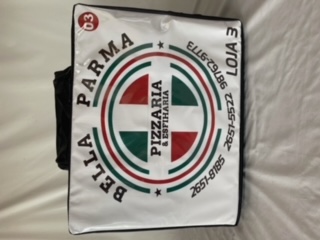 03
BELLA PARMA
PIZZARIA
& ESFIHARIA
2651-8185
2651-5522
98762-9773
LOJA 3